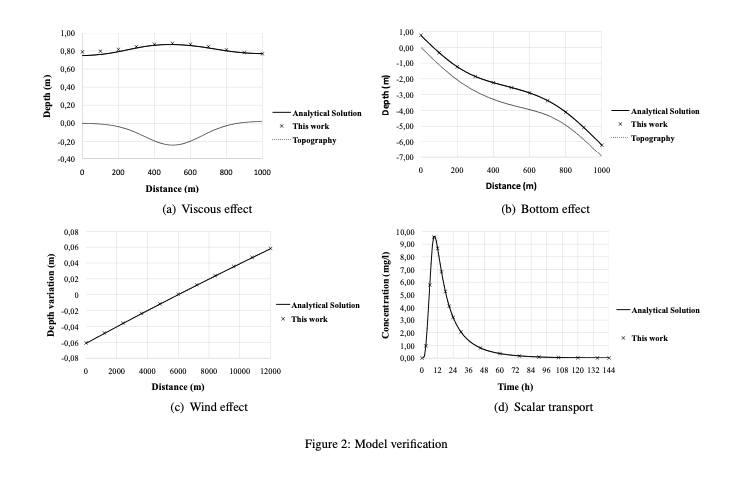 1,00
0,80
0,60
0,40
0,20
0,00
-0,20
-0,40
Depth (m)
0 200 400 600 800 1000
Distance (m)
Analytical Solution
This work
Topography
(a) Viscous effect
1,00
0,00
-1,00
-2,00
-3,00
-4,00
-5,00
-6,00
-7,00
Depth (m)
0 200 400 600 800 1000
Distance (m)
Analytical Solution
This work
Topography
(b) Bottom effect
0,08
0,06
0,04
0,02
0
-0,02
-0,04
-0,06
-0,08
Depth variation (m)
0 2000 4000 6000 8000 10000 12000
Distance (m)
Analytical Solution
This work
(c) Wind effect
10,00
9,00
8,00
7,00
6,00
5,00
4,00
3,00
2,00
1,00
0,00
Concentration (mg/l)
0 12 24 36 48 60 72 84 96 108 120 132 144
Time (h)
Analytical Solution
This work
(d) Scalar transport
Figure 2: Model verification